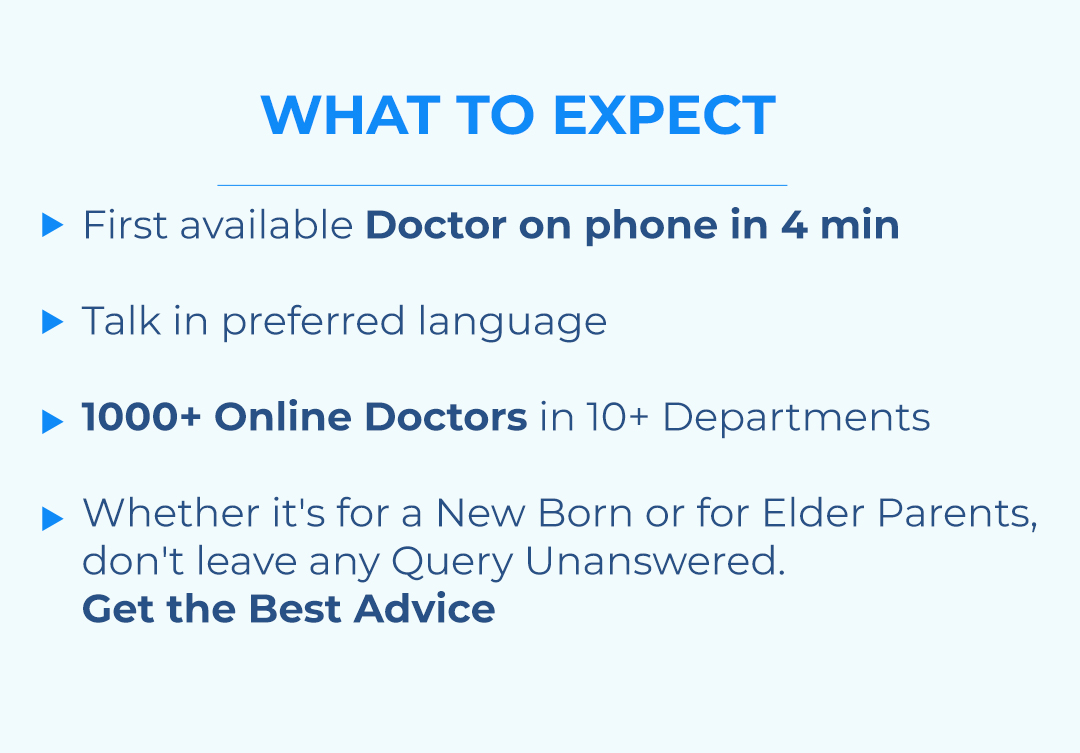 WHAT TO EXPECT
First available Doctor on phone in 4 min
Talk in preferred language
1000+ Online Doctors in 10+ Departments
Whether it's for a New Born or for Elder Parents,
don't leave any Query Unanswered.
Get the Best Advice